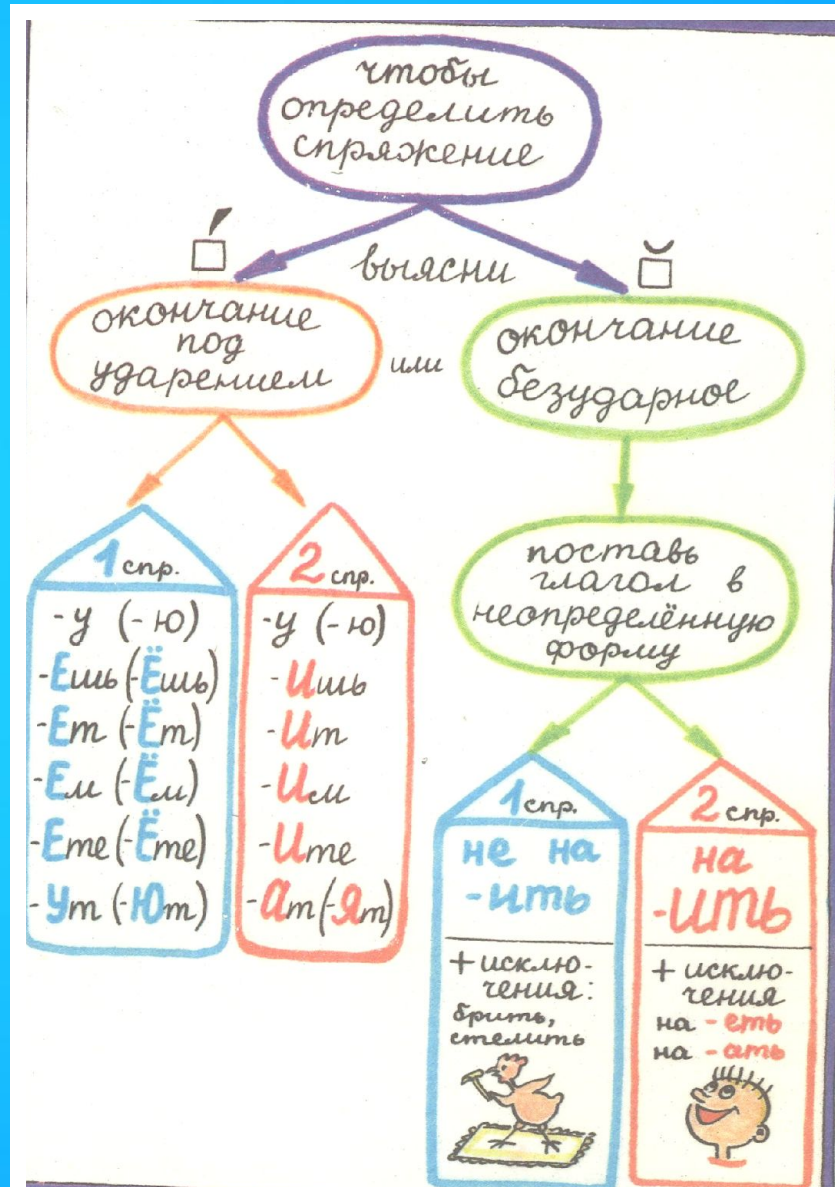 чтобы
определить
спряжение
выясни
окончание
под
ударением
или
окончание
безударное
1 спр.
-у (-ю)
-Ешь (-Ёшь)
-Ет (-Ёт)
-Ем (-Ём)
-Ете (-Ёте)
-Ут (-Ют)
2 спр.
-у (-ю)
-Ишь
-Ит
-Им
-Ите
-Ат (-Ят)
поставь
глагол в
неопределённую
форму
1 спр.
не на
-ить
+ исклю-
чения:
брить,
стелить
2 спр.
на
-ИТЬ
+ исклю-
чения
на -еть
на -ать